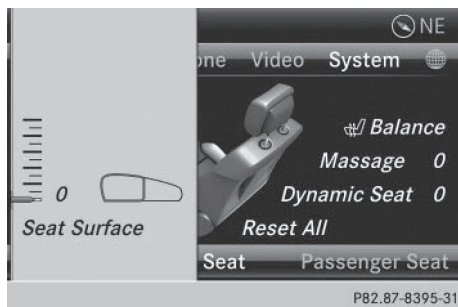 NE
one Video System
Balance
Massage 0
0 Dynamic Seat 0
Seat Surface Reset All
Seat Passenger Seat
P82.87-8395-31